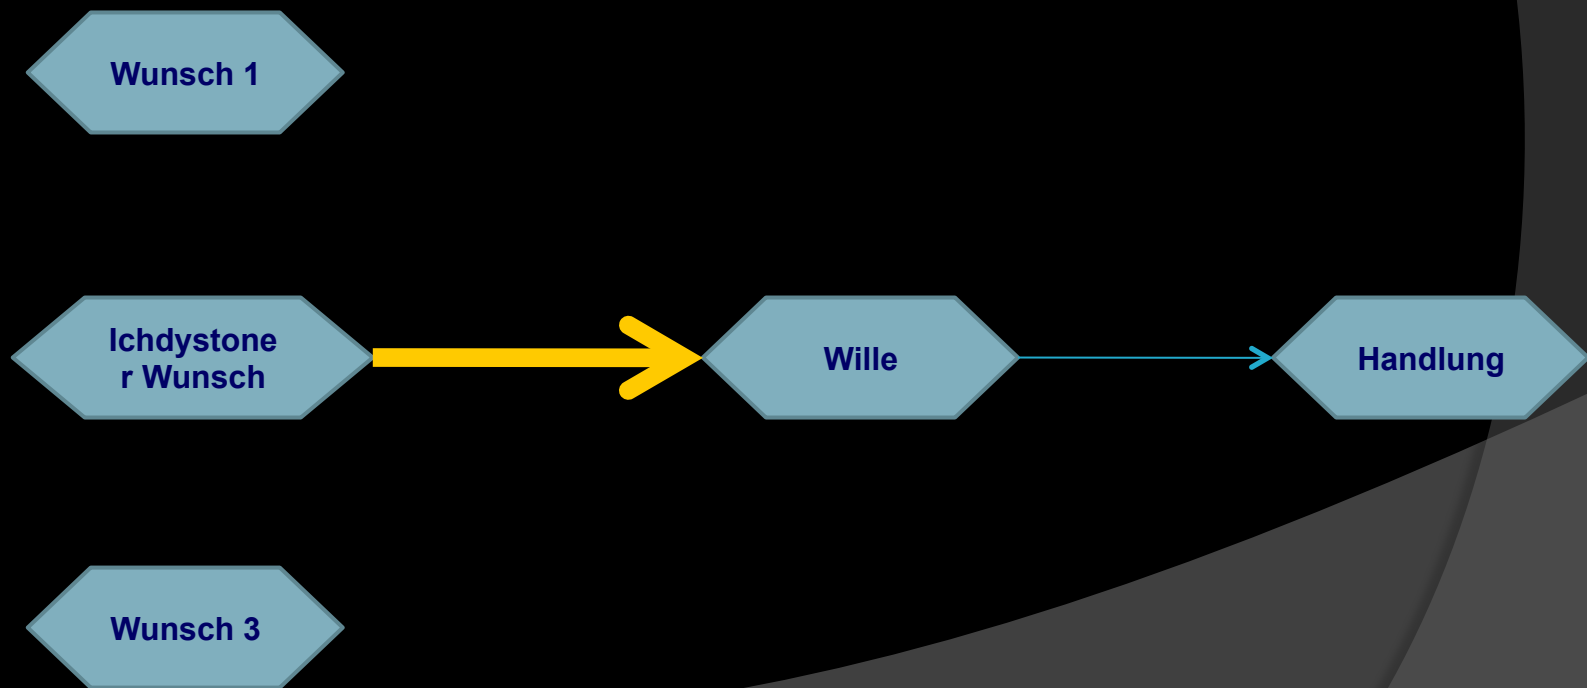 Wunsch 1
Ichdystone
r Wunsch
Wille
Handlung
Wunsch 3